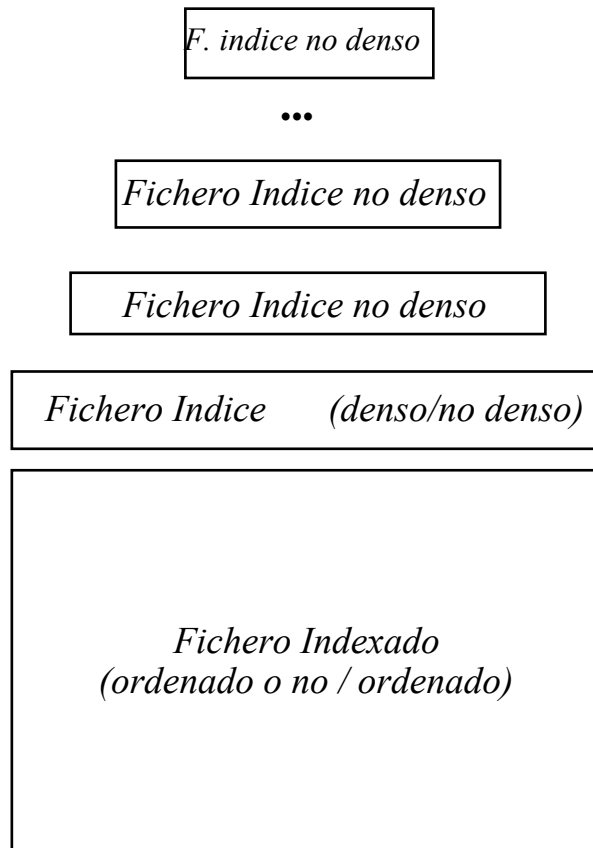 F. indice no denso
...
Fichero Indice no denso
Fichero Indice no denso
Fichero Indice (denso/no denso)
Fichero Indexado
(ordenado o no / ordenado)